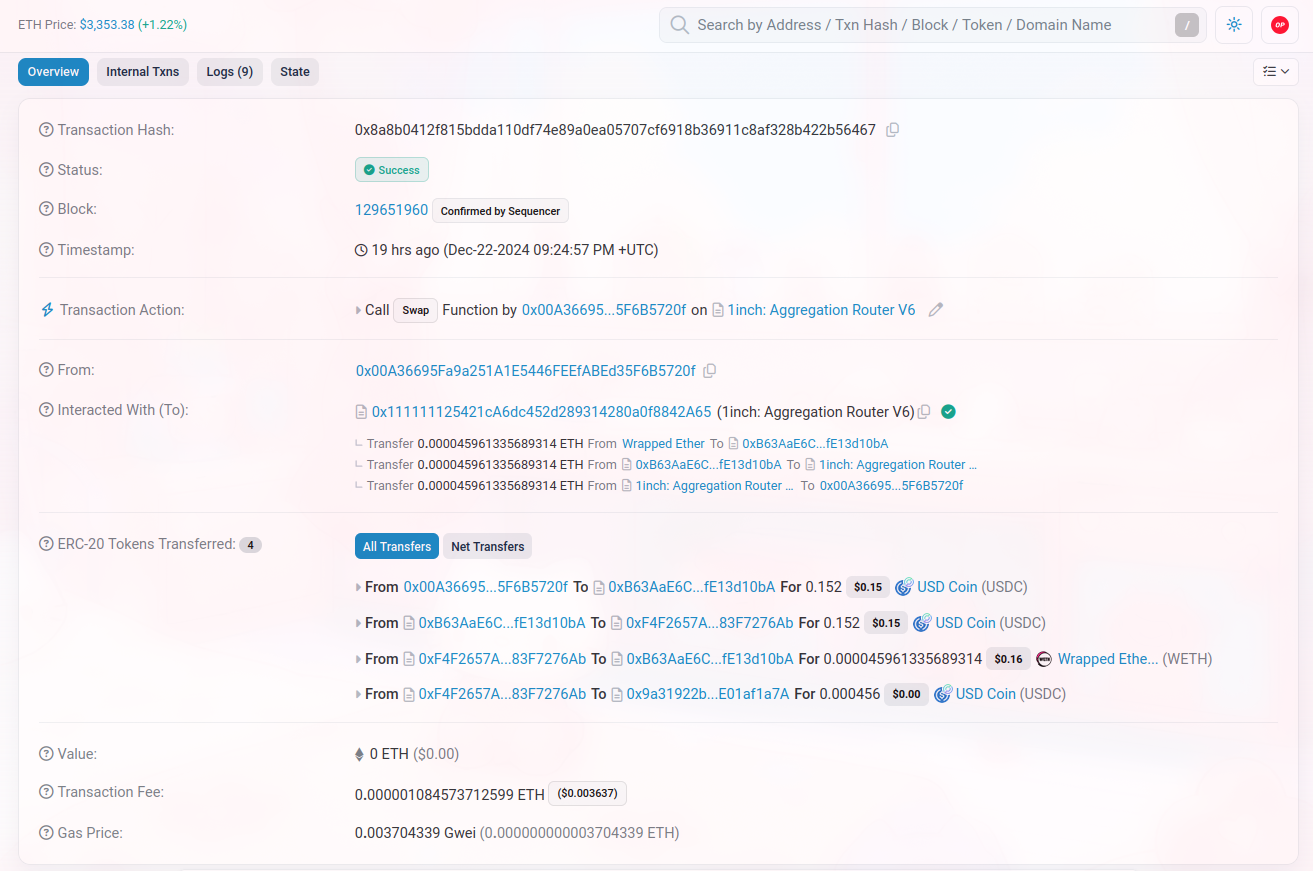 ETH Price: $3,353.38 (+1.22%)
Search by Address / Txn Hash / Block / Token / Domain Name /
OP
Overview Internal Txns Logs (9) State
Transaction Hash: 0x8a8b0412f815bdda110df74e89a0ea05707cf6918b36911c8af328b422b56467
Status: Success
Block: 129651960 Confirmed by Sequencer
Timestamp: 19 hrs ago (Dec-22-2024 09:24:57 PM +UTC)
Transaction Action: Call Swap Function by 0x00A36695...5F6B5720f on 1inch: Aggregation Router V6
From: 0x00A36695Fa9a251A1E5446FEEfABEd35F6B5720f
Interacted With (To): 0x111111125421cA6dc452d289314280a0f8842A65 (1inch: Aggregation Router V6)
Transfer 0.000045961335689314 ETH From Wrapped Ether To 0xB63AaE6C...fE13d10bA
Transfer 0.000045961335689314 ETH From 0xB63AaE6C...fE13d10bA To 1inch: Aggregation Router ...
Transfer 0.000045961335689314 ETH From 1inch: Aggregation Router ... To 0x00A36695...5F6B5720f
ERC-20 Tokens Transferred: 4 All Transfers Net Transfers
From 0x00A36695...5F6B5720f To 0xB63AaE6C...fE13d10bA For 0.152 $0.15 USD Coin (USDC)
From 0xB63AaE6C...fE13d10bA To 0xF4F2657A...83F7276Ab For 0.152 $0.15 USD Coin (USDC)
From 0xF4F2657A...83F7276Ab To 0xB63AaE6C...fE13d10bA For 0.000045961335689314 $0.16 Wrapped Ethe... (WETH)
From 0xF4F2657A...83F7276Ab To 0x9a31922b...E01af1a7A For 0.000456 $0.00 USD Coin (USDC)
Value: 0 ETH ($0.00)
Transaction Fee: 0.000001084573712599 ETH ($0.003637)
Gas Price: 0.003704339 Gwei (0.000000000003704339 ETH)